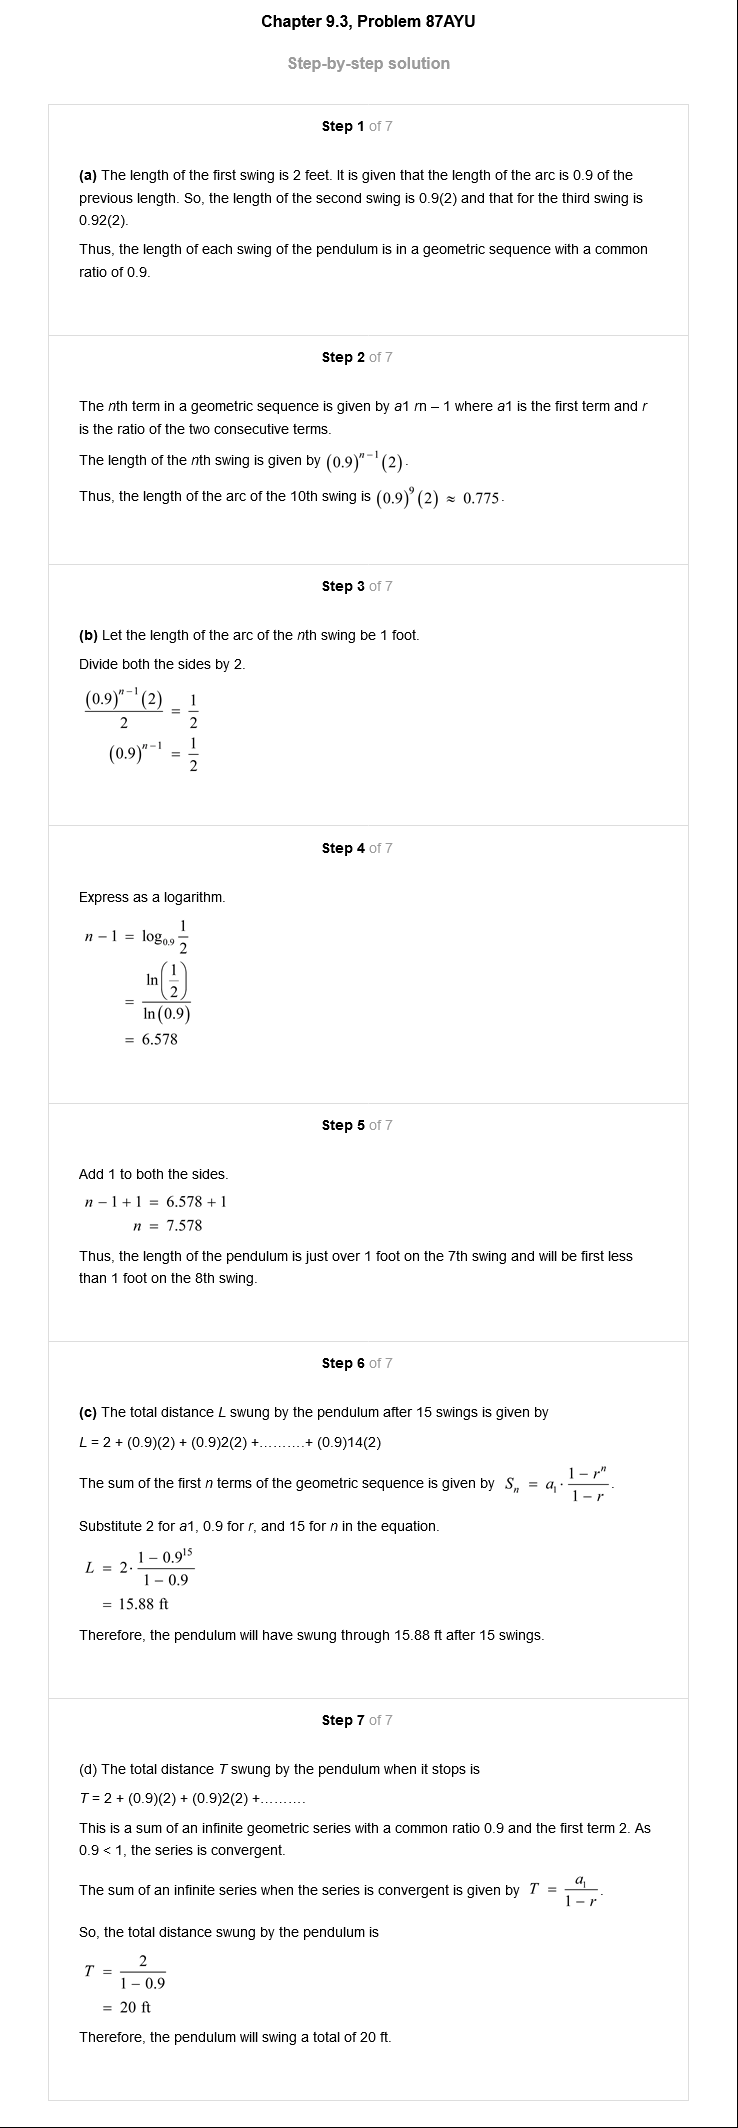 Chapter 9.3, Problem 87AYU
Step-by-step solution
Step 1 of 7
(a) The length of the first swing is 2 feet. It is given that the length of the arc is 0.9 of the
previous length. So, the length of the second swing is 0.9(2) and that for the third swing is
0.92(2).
Thus, the length of each swing of the pendulum is in a geometric sequence with a common
ratio of 0.9.
Step 2 of 7
The nth term in a geometric sequence is given by a1 rn – 1 where a1 is the first term and r
is the ratio of the two consecutive terms.
The length of the nth swing is given by (0.9)^(n−1) (2).
Thus, the length of the arc of the 10th swing is (0.9)^9 (2) ≈ 0.775.
Step 3 of 7
(b) Let the length of the arc of the nth swing be 1 foot.
Divide both the sides by 2.
(0.9)^(n−1) (2) / 2 = 1/2
(0.9)^(n−1) = 1/2
Step 4 of 7
Express as a logarithm.
n − 1 = log_0.9 1/2
= ln(1/2) / ln(0.9)
= 6.578
Step 5 of 7
Add 1 to both the sides.
n − 1 + 1 = 6.578 + 1
n = 7.578
Thus, the length of the pendulum is just over 1 foot on the 7th swing and will be first less
than 1 foot on the 8th swing.
Step 6 of 7
(c) The total distance L swung by the pendulum after 15 swings is given by
L = 2 + (0.9)(2) + (0.9)2(2) +..........+ (0.9)14(2)
The sum of the first n terms of the geometric sequence is given by S_n = a_1 · (1 − r^n) / (1 − r).
Substitute 2 for a1, 0.9 for r, and 15 for n in the equation.
L = 2 · (1 − 0.9^15) / (1 − 0.9)
= 15.88 ft
Therefore, the pendulum will have swung through 15.88 ft after 15 swings.
Step 7 of 7
(d) The total distance T swung by the pendulum when it stops is
T = 2 + (0.9)(2) + (0.9)2(2) +..........
This is a sum of an infinite geometric series with a common ratio 0.9 and the first term 2. As
0.9 < 1, the series is convergent.
The sum of an infinite series when the series is convergent is given by T = a_1 / (1 − r).
So, the total distance swung by the pendulum is
T = 2 / (1 − 0.9)
= 20 ft
Therefore, the pendulum will swing a total of 20 ft.